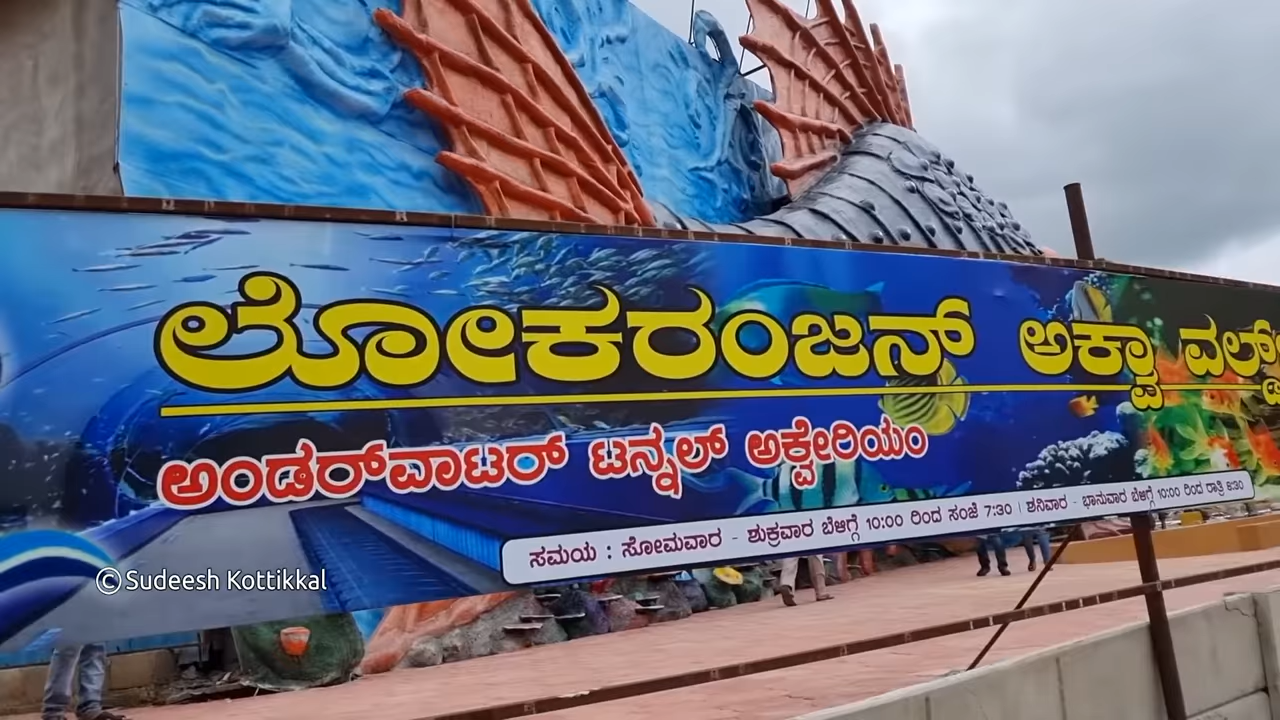 ಲೋಕರಂಜನ್ ಅಕ್ವಾ ವರ್ಲ್ಡ್
ಅಂಡರ್‌ವಾಟರ್ ಟನ್ನಲ್ ಅಕ್ವೇರಿಯಂ
ಸಮಯ : ಸೋಮವಾರ - ಶುಕ್ರವಾರ ಬೆಳಿಗ್ಗೆ 10:00 ರಿಂದ ಸಂಜೆ 7:30 | ಶನಿವಾರ - ಭಾನುವಾರ ಬೆಳಿಗ್ಗೆ 10:00 ರಿಂದ ರಾತ್ರಿ 8:30
©Sudeesh Kottikkal